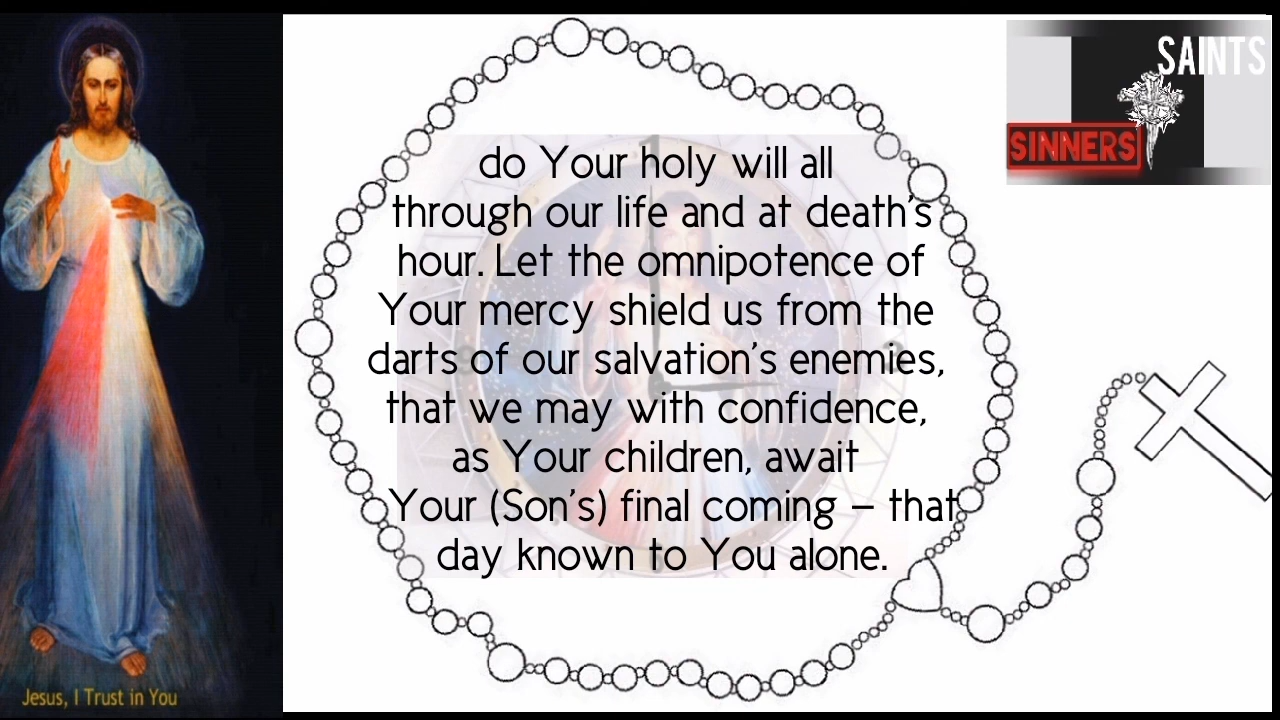 do Your holy will all
through our life and at death's
hour. Let the omnipotence of
Your mercy shield us from the
darts of our salvation's enemies,
that we may with confidence,
as Your children, await
Your (Son's) final coming – that
day known to You alone.
SAINTS
SINNERS
Jesus, I Trust in You